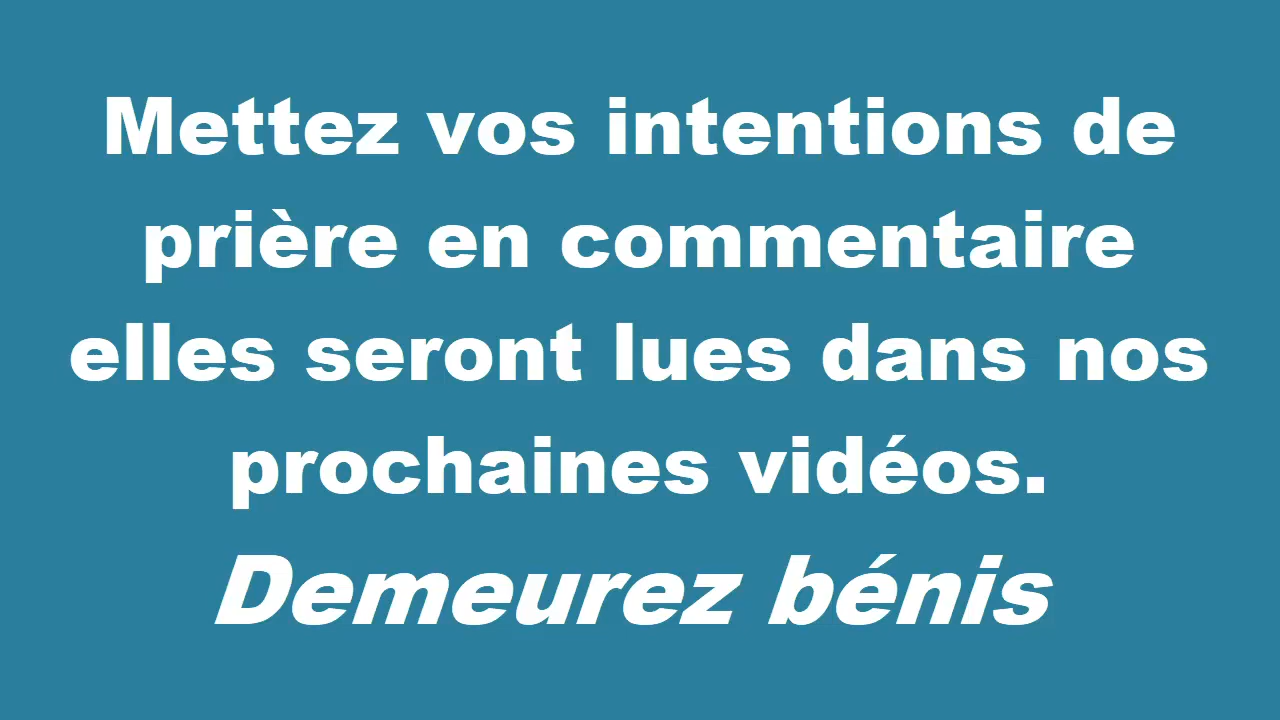 Mettez vos intentions de
prière en commentaire
elles seront lues dans nos
prochaines vidéos.
Demeurez bénis